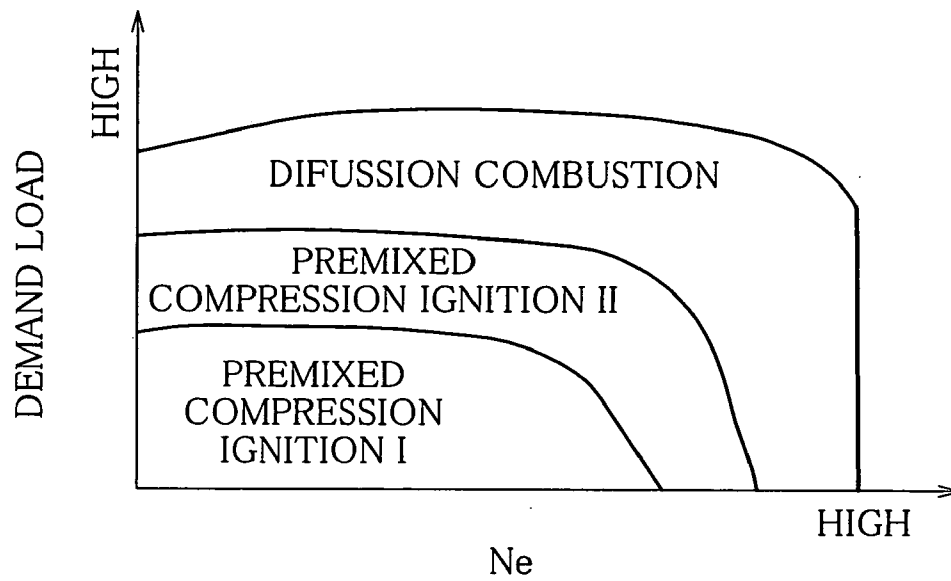 HIGH
DEMAND LOAD
DIFUSSION COMBUSTION
PREMIXED
COMPRESSION IGNITION II
PREMIXED
COMPRESSION
IGNITION I
HIGH
Ne